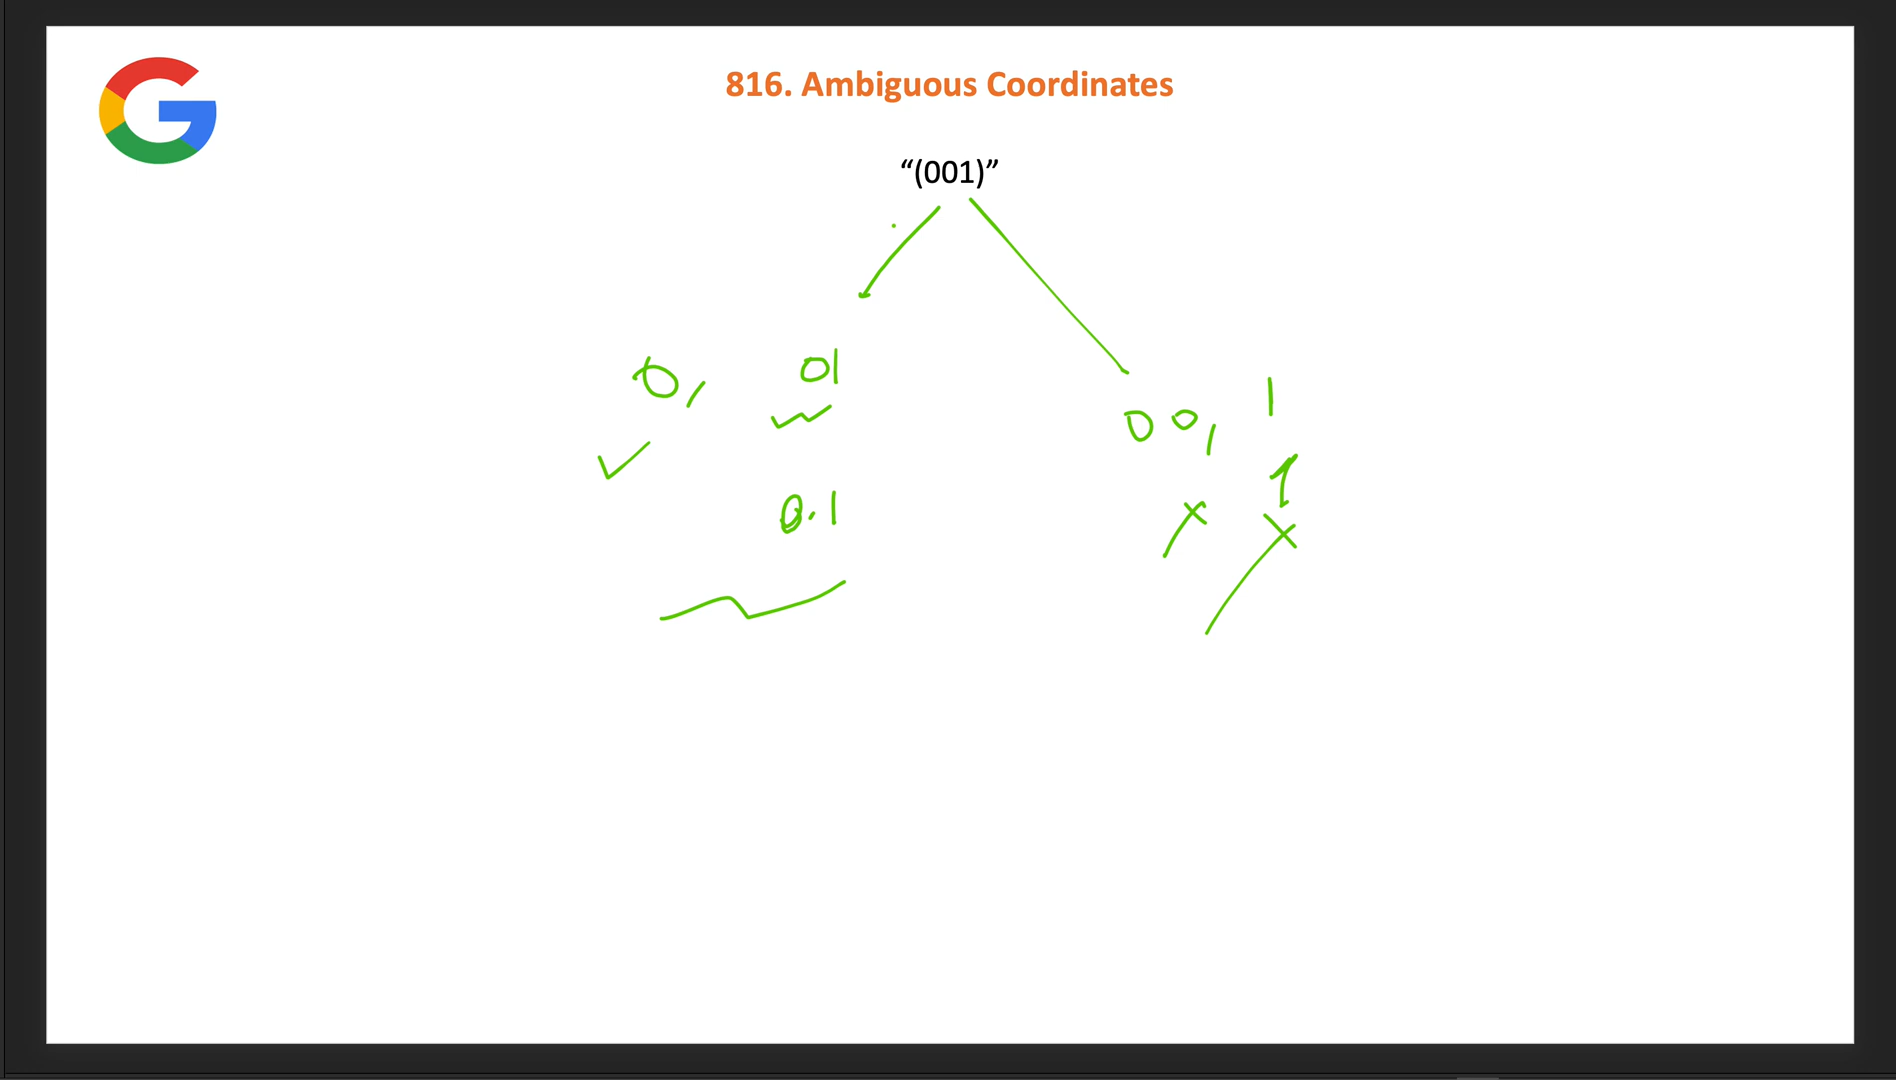 816. Ambiguous Coordinates
“(001)”
0, 01
00, 1
0.1